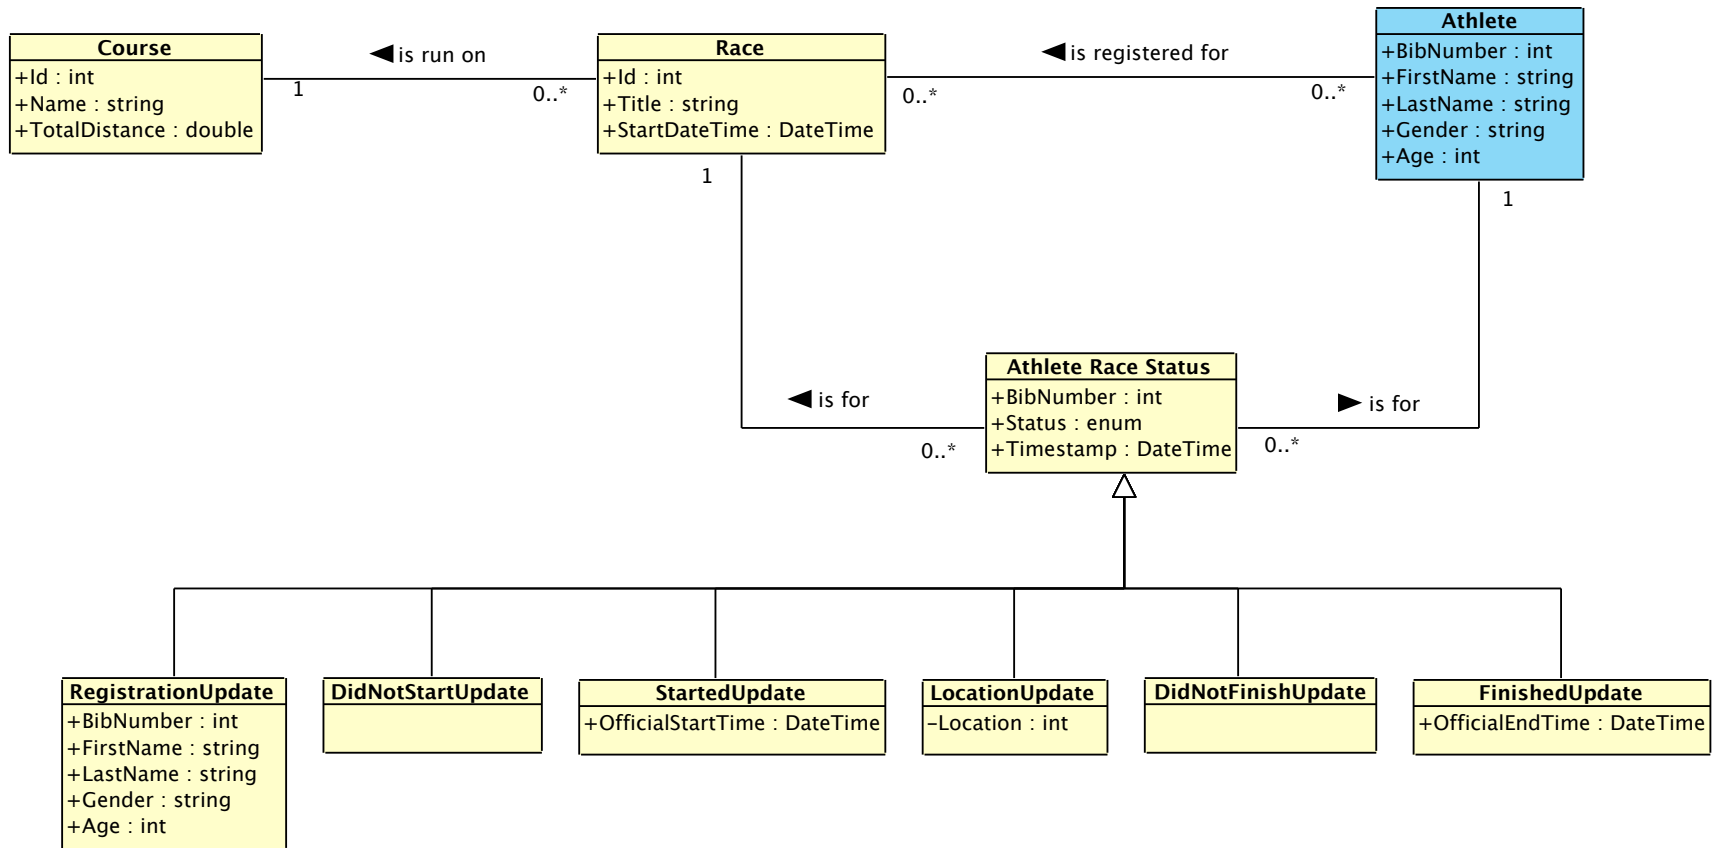 Course
+Id : int
+Name : string
+TotalDistance : double
is run on
1
0..*
Race
+Id : int
+Title : string
+StartDateTime : DateTime
is registered for
0..*
0..*
Athlete
+BibNumber : int
+FirstName : string
+LastName : string
+Gender : string
+Age : int
1
1
is for
0..*
Athlete Race Status
+BibNumber : int
+Status : enum
+Timestamp : DateTime
is for
0..*
RegistrationUpdate
+BibNumber : int
+FirstName : string
+LastName : string
+Gender : string
+Age : int
DidNotStartUpdate
StartedUpdate
+OfficialStartTime : DateTime
LocationUpdate
−Location : int
DidNotFinishUpdate
FinishedUpdate
+OfficialEndTime : DateTime